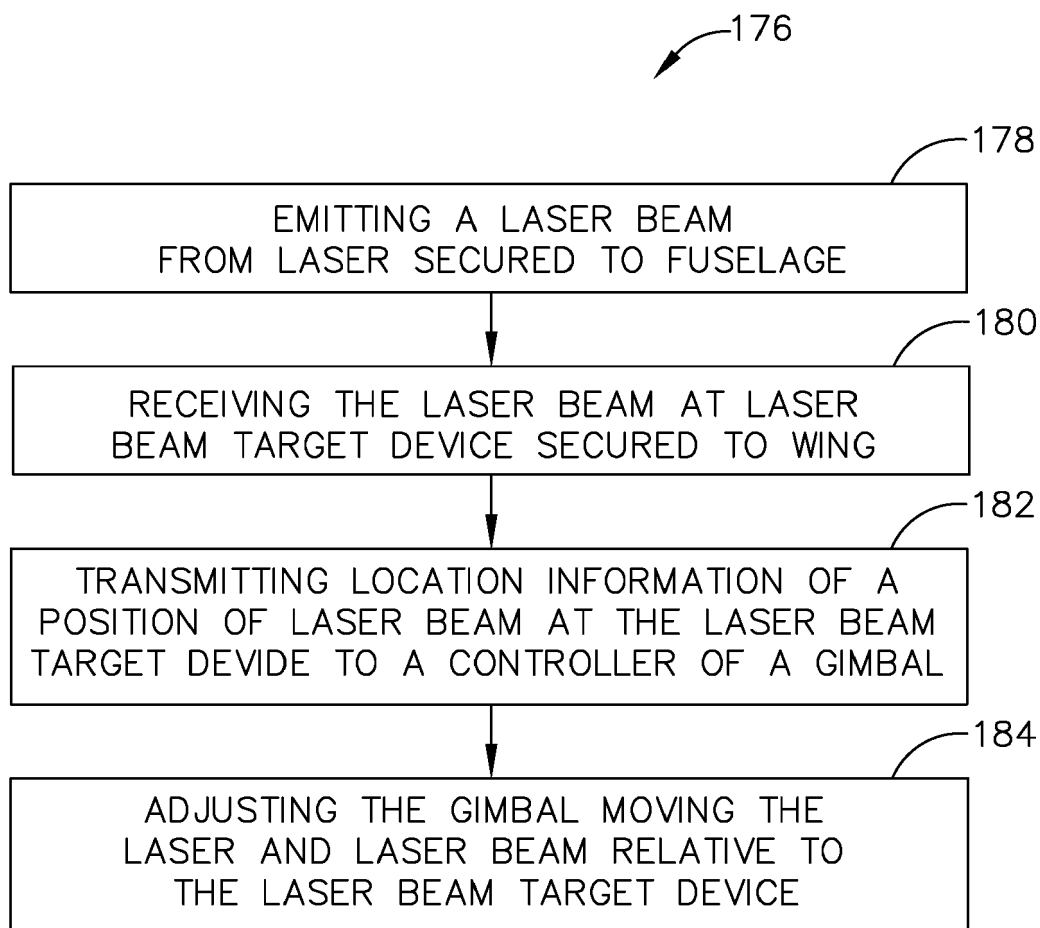 176
178
EMITTING A LASER BEAM
FROM LASER SECURED TO FUSELAGE
180
RECEIVING THE LASER BEAM AT LASER
BEAM TARGET DEVICE SECURED TO WING
182
TRANSMITTING LOCATION INFORMATION OF A
POSITION OF LASER BEAM AT THE LASER BEAM
TARGET DEVIDE TO A CONTROLLER OF A GIMBAL
184
ADJUSTING THE GIMBAL MOVING THE
LASER AND LASER BEAM RELATIVE TO
THE LASER BEAM TARGET DEVICE